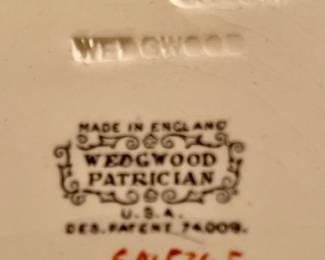 WEDGWOOD
MADE IN ENGLAND
WEDGWOOD
PATRICIAN
U.S.A.
DES. PATENT 74009.